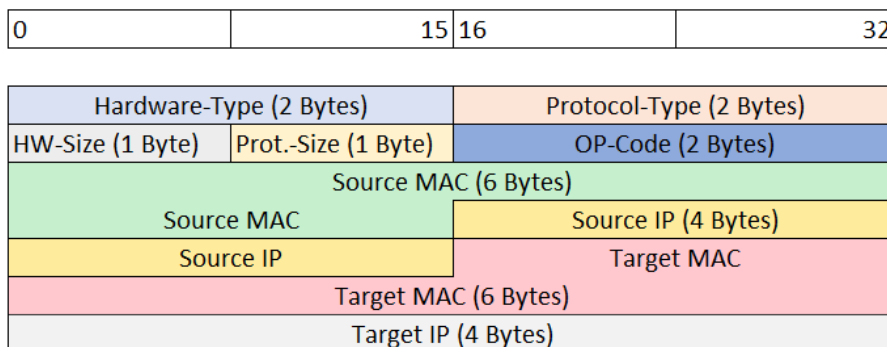 0 15 16 32
Hardware-Type (2 Bytes) Protocol-Type (2 Bytes)
HW-Size (1 Byte) Prot.-Size (1 Byte) OP-Code (2 Bytes)
Source MAC (6 Bytes)
Source MAC Source IP (4 Bytes)
Source IP Target MAC
Target MAC (6 Bytes)
Target IP (4 Bytes)